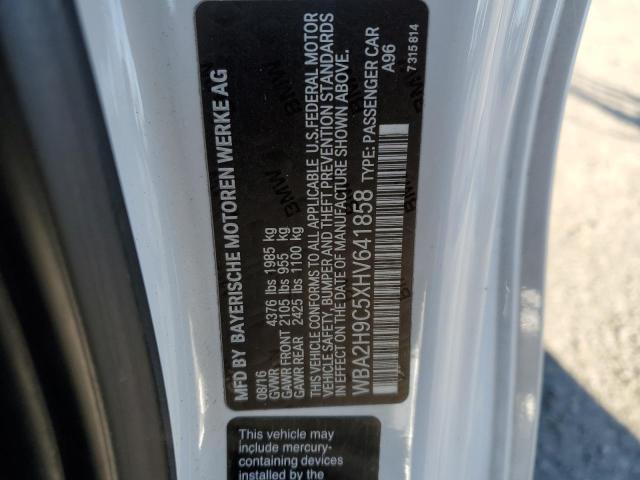 MFD BY BAYERISCHE MOTOREN WERKE AG
08/16
GVWR 4376 lbs 1985 kg
GAWR FRONT 2105 lbs 955 kg
GAWR REAR 2425 lbs 1100 kg
THIS VEHICLE CONFORMS TO ALL APPLICABLE U.S. FEDERAL MOTOR
VEHICLE SAFETY, BUMPER AND THEFT PREVENTION STANDARDS
IN EFFECT ON THE DATE OF MANUFACTURE SHOWN ABOVE.
WBA2H9C5XHV641858 TYPE: PASSENGER CAR
A96
7315814
BMW
BMW
BMW
This vehicle may
include mercury-
containing devices
installed by the